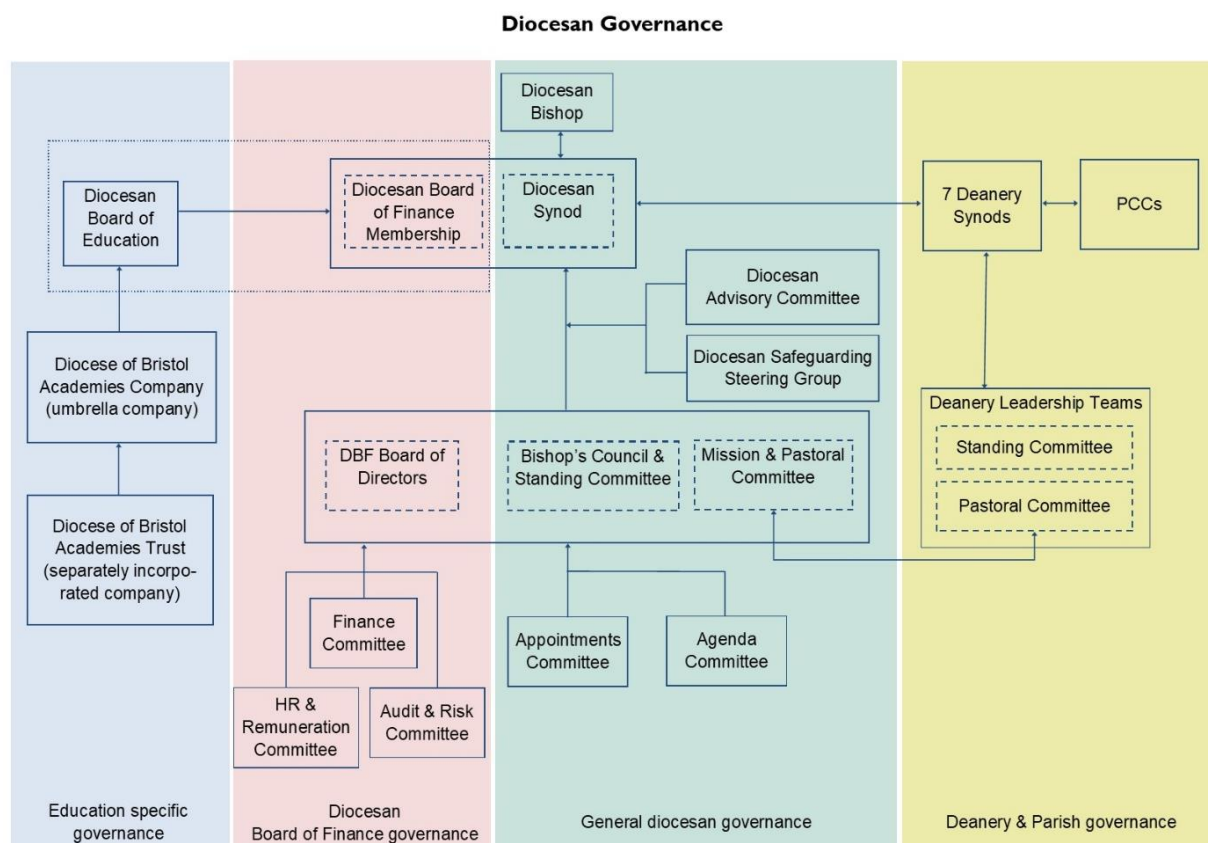 Diocesan Governance
Diocesan
Bishop
Diocesan
Board of
Education
Diocesan Board
of Finance
Membership
Diocesan
Synod
7 Deanery
Synods
PCCs
Diocesan
Advisory Committee
Diocesan Safeguarding
Steering Group
Diocese of Bristol
Academies Company
(umbrella company)
Deanery Leadership Teams
Standing Committee
Pastoral Committee
DBF Board of
Directors
Bishop’s Council &
Standing Committee
Mission & Pastoral
Committee
Diocese of Bristol
Academies Trust
(separately incorpo-
rated company)
Finance
Committee
Appointments
Committee
Agenda
Committee
HR &
Remuneration
Committee
Audit & Risk
Committee
Education specific
governance
Diocesan
Board of Finance governance
General diocesan governance
Deanery & Parish governance